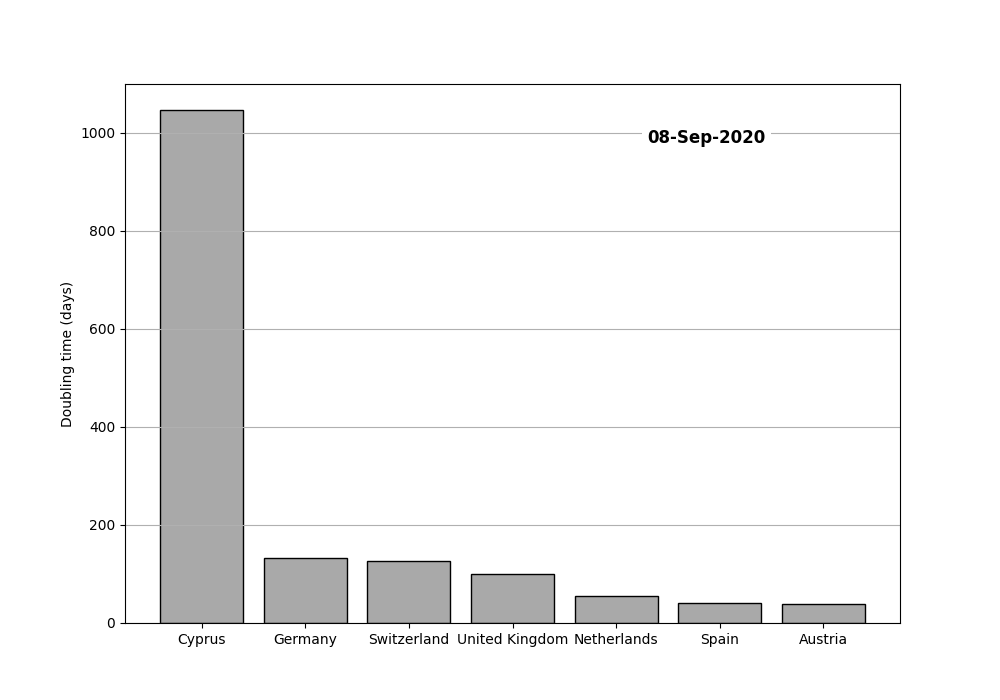 08-Sep-2020
Doubling time (days)
1000
800
600
400
200
0
Cyprus Germany Switzerland United Kingdom Netherlands Spain Austria